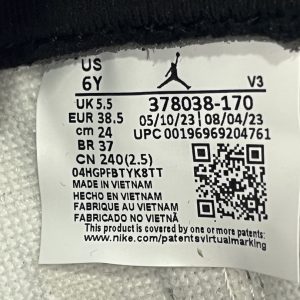 US
6Y
V3
UK 5.5 378038-170
EUR 38.5 05/10/23 08/04/23
cm 24 UPC 00196969204761
BR 37
CN 240(2.5)
04HGPFBTYK8TT
MADE IN VIETNAM
HECHO EN VIETNAM
FABRIQUE AU VIETNAM
FABRICADO NO VIETNÃ
This product is covered by one or more patents:
www.nike.com/patentsvirtualmarking